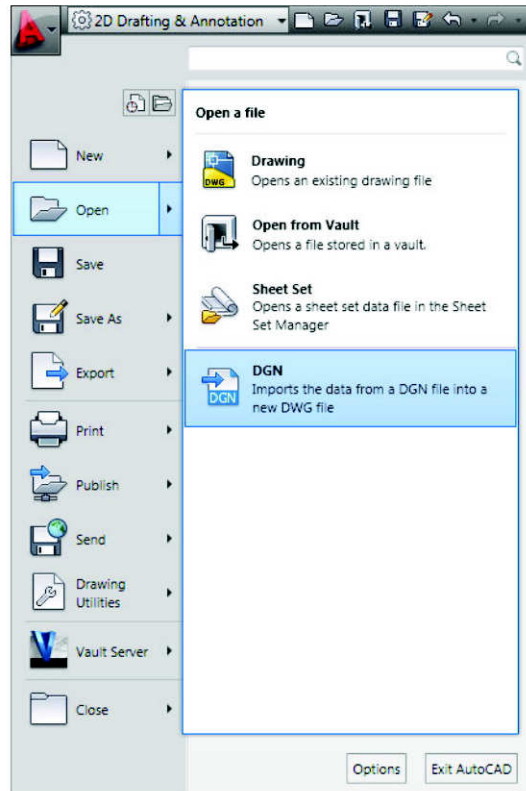 2D Drafting & Annotation
Open a file
New
Open
Save
Save As
Export
Print
Publish
Send
Drawing
Utilities
Vault Server
Close
DWG
Drawing
Opens an existing drawing file
Open from Vault
Opens a file stored in a vault.
Sheet Set
Opens a sheet set data file in the Sheet
Set Manager
DGN
DGN
Imports the data from a DGN file into a
new DWG file
Options
Exit AutoCAD